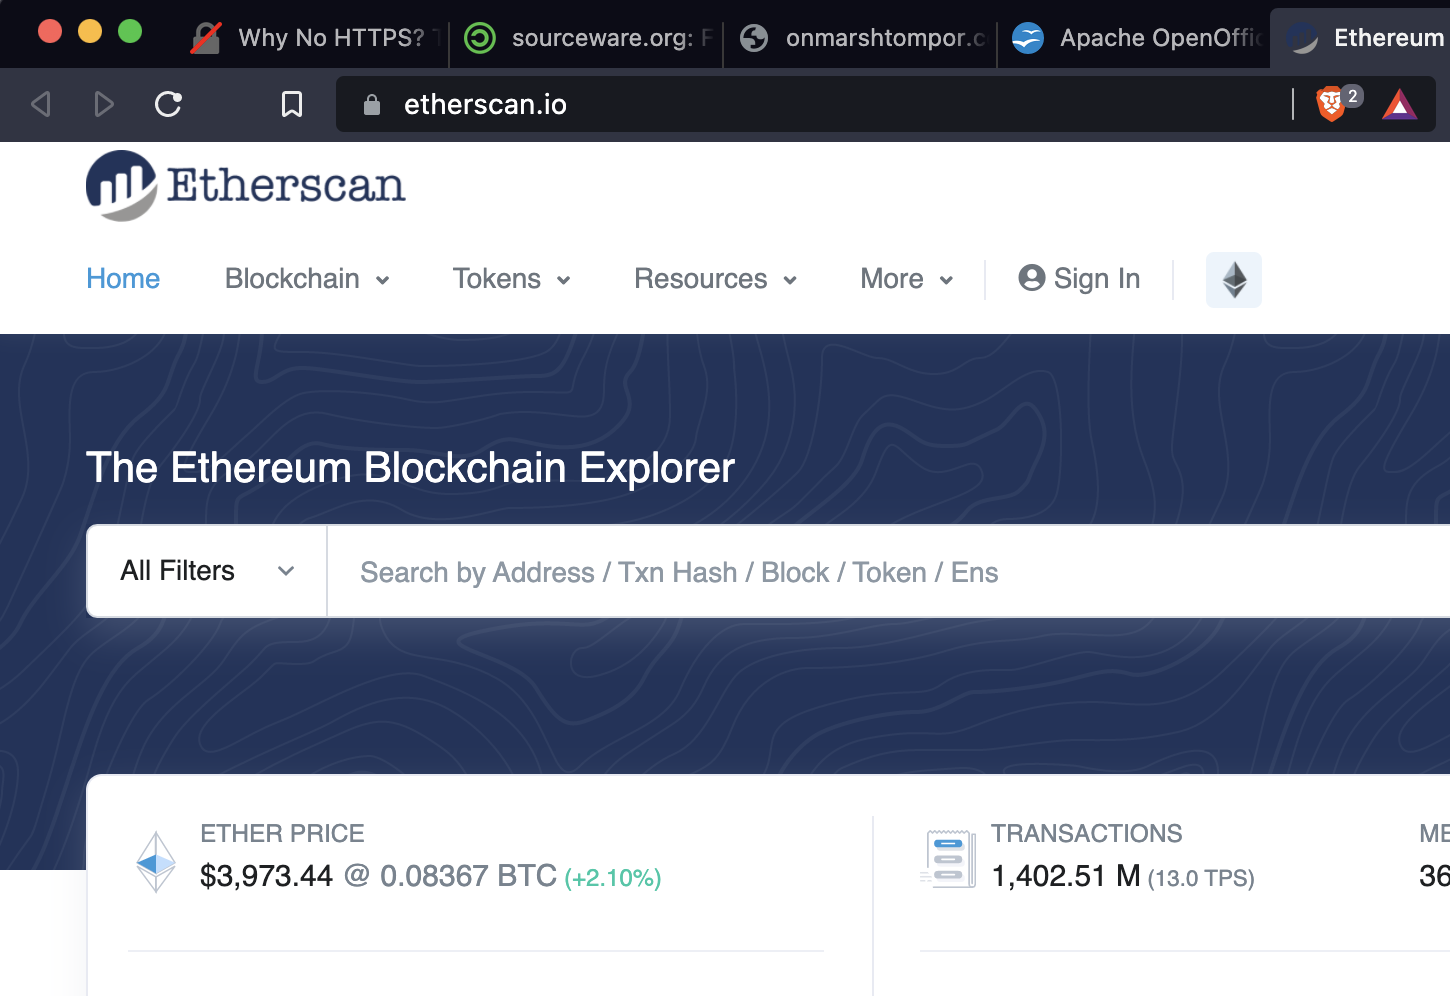 Why No HTTPS?
sourceware.org: F
onmarshtompor.c
Apache OpenOffic
Ethereum
etherscan.io
2
Etherscan
Home Blockchain Tokens Resources More Sign In
The Ethereum Blockchain Explorer
All Filters Search by Address / Txn Hash / Block / Token / Ens
ETHER PRICE
$3,973.44 @ 0.08367 BTC (+2.10%)
TRANSACTIONS
1,402.51 M (13.0 TPS)
ME
36